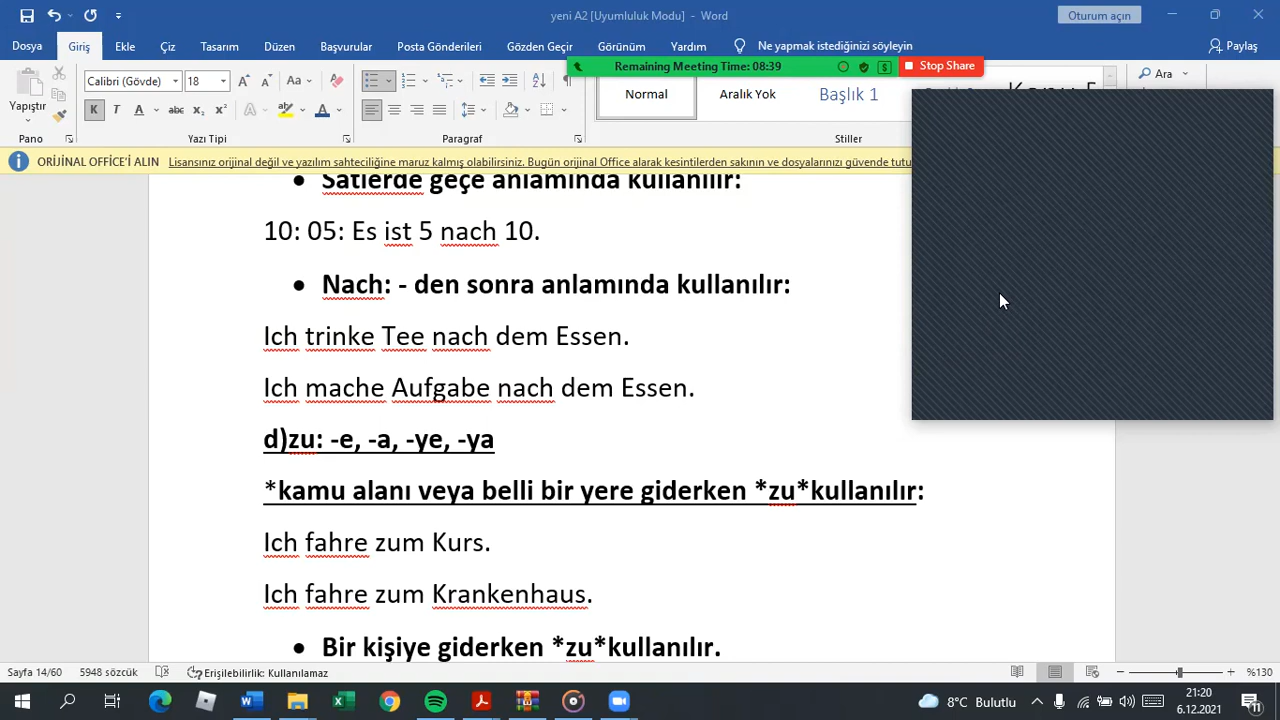 yeni A2 [Uyumluluk Modu] - Word
Oturum açın
Dosya Giriş Ekle Çiz Tasarım Düzen Başvurular Posta Gönderileri Gözden Geçir Görünüm Yardım Ne yapmak istediğinizi söyleyin Paylaş
Remaining Meeting Time: 08:39 Stop Share
Yapıştır
Calibri (Gövde) 18
Normal Aralık Yok Başlık 1
Ara
Pano Yazı Tipi Paragraf Stiller
ORİJİNAL OFFICE'İ ALIN Lisansınız orijinal değil ve yazılım sahteciliğine maruz kalmış olabilirsiniz. Bugün orijinal Office alarak kesintilerden sakının ve dosyalarınızı güvende tutu
• Satlerde geçe anlamında kullanılır:
10: 05: Es ist 5 nach 10.
• Nach: - den sonra anlamında kullanılır:
Ich trinke Tee nach dem Essen.
Ich mache Aufgabe nach dem Essen.
d)zu: -e, -a, -ye, -ya
*kamu alanı veya belli bir yere giderken *zu*kullanılır:
Ich fahre zum Kurs.
Ich fahre zum Krankenhaus.
• Bir kişiye giderken *zu*kullanılır.
Sayfa 14/60 5948 sözcük Erişilebilirlik: Kullanılamaz %130
8°C Bulutlu
21:20
6.12.2021
11